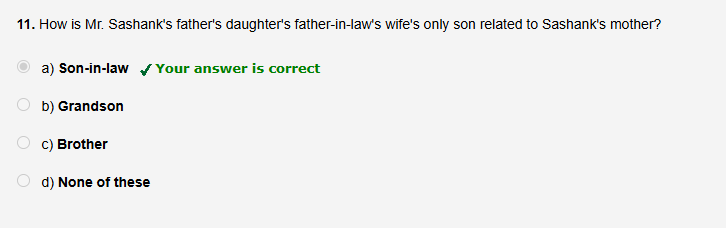 11. How is Mr. Sashank's father's daughter's father-in-law's wife's only son related to Sashank's mother?
a) Son-in-law ✓ Your answer is correct
b) Grandson
c) Brother
d) None of these